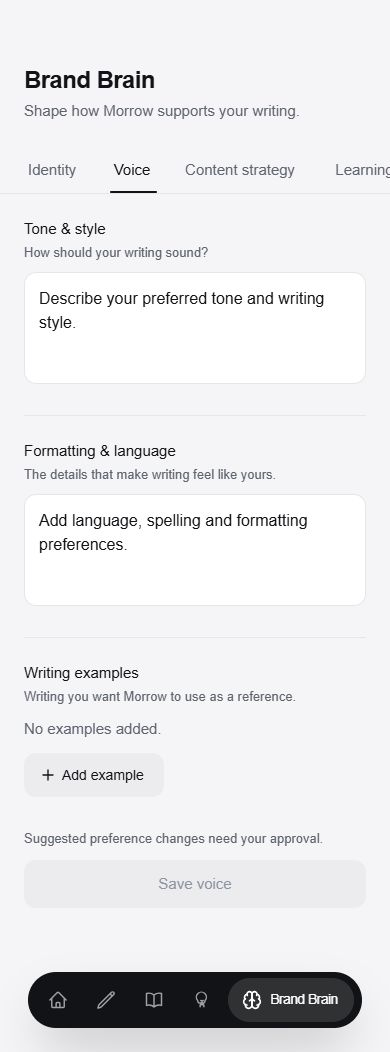 Brand Brain
Shape how Morrow supports your writing.
Identity Voice Content strategy Learning
Tone & style
How should your writing sound?
Describe your preferred tone and writing
style.
Formatting & language
The details that make writing feel like yours.
Add language, spelling and formatting
preferences.
Writing examples
Writing you want Morrow to use as a reference.
No examples added.
+ Add example
Suggested preference changes need your approval.
Save voice
Brand Brain